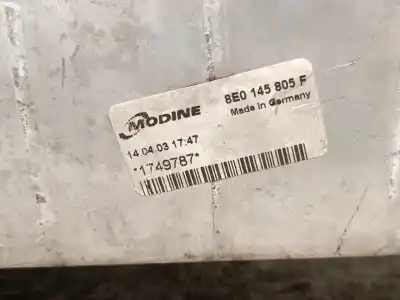 MODINE
8E0 145 805 F
Made in Germany
14.04.03 17:47
*1749787*